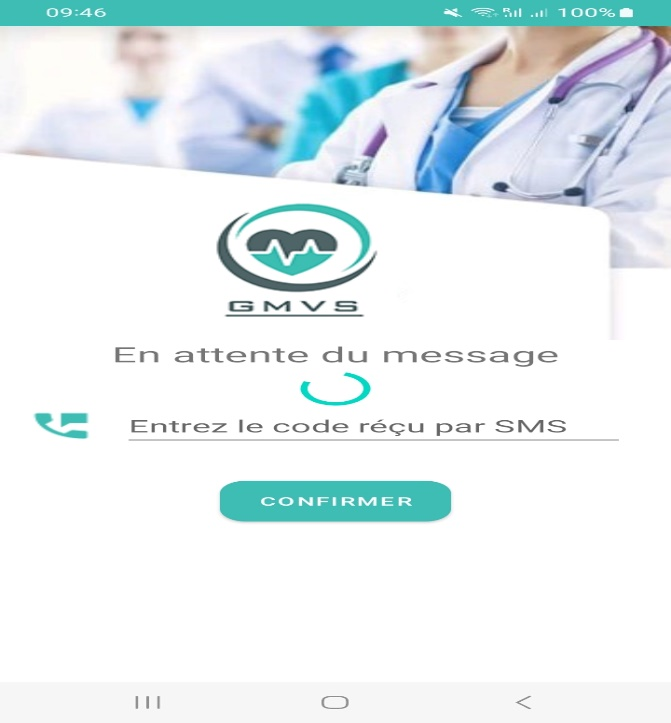 09:46 100%
GMVS
En attente du message
Entrez le code réçu par SMS
CONFIRMER